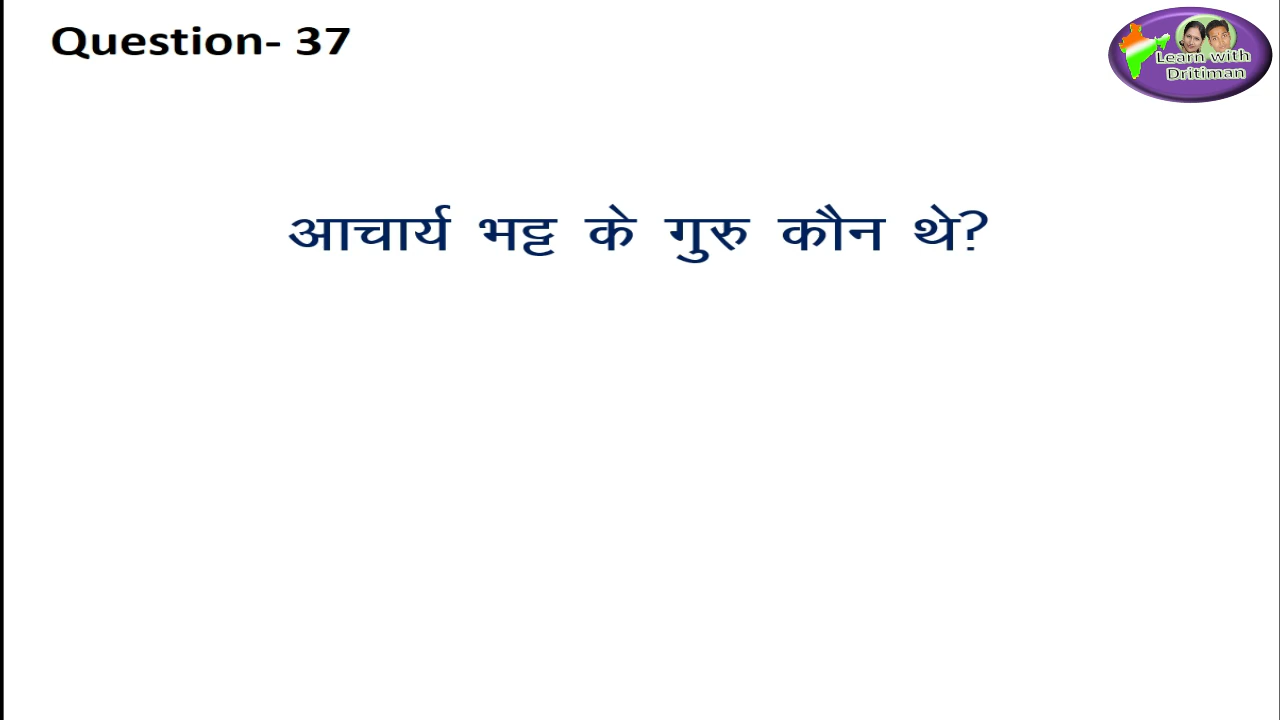 Question- 37
Learn with
Dritiman
आचार्य भट्ट के गुरु कौन थे?